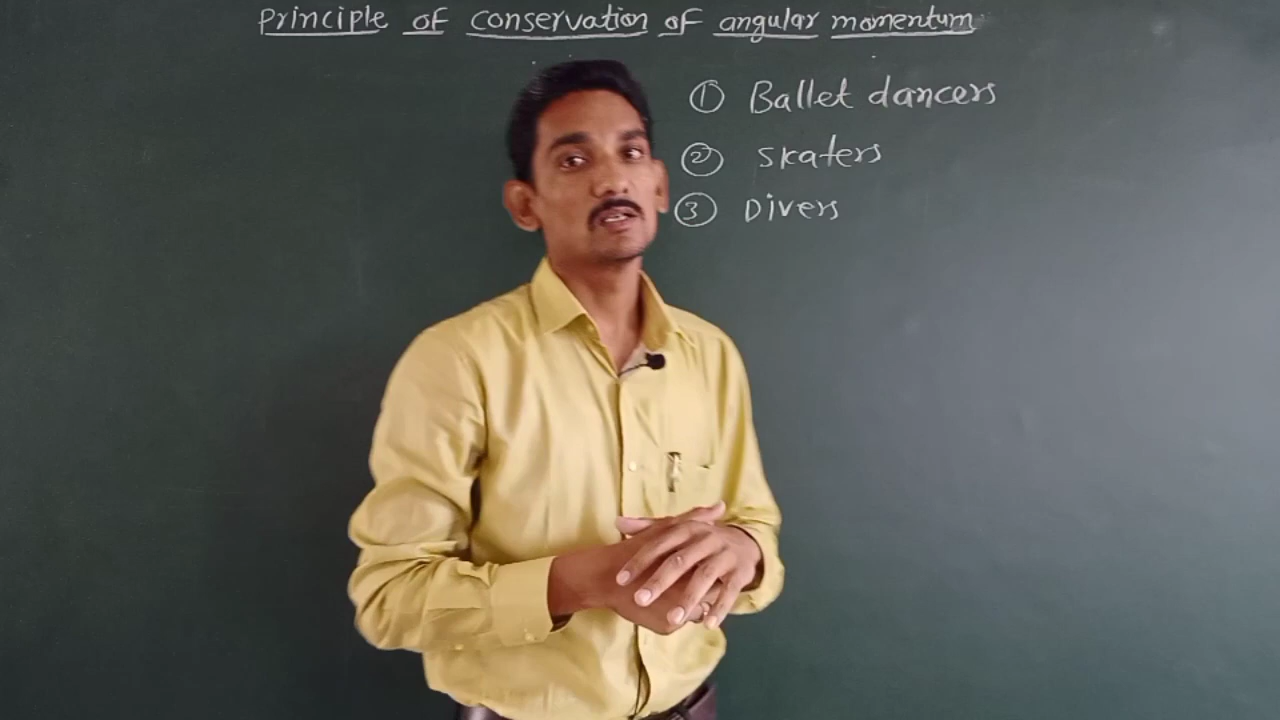 Principle of conservation of angular momentum
① Ballet dancers
② skaters
③ Divers